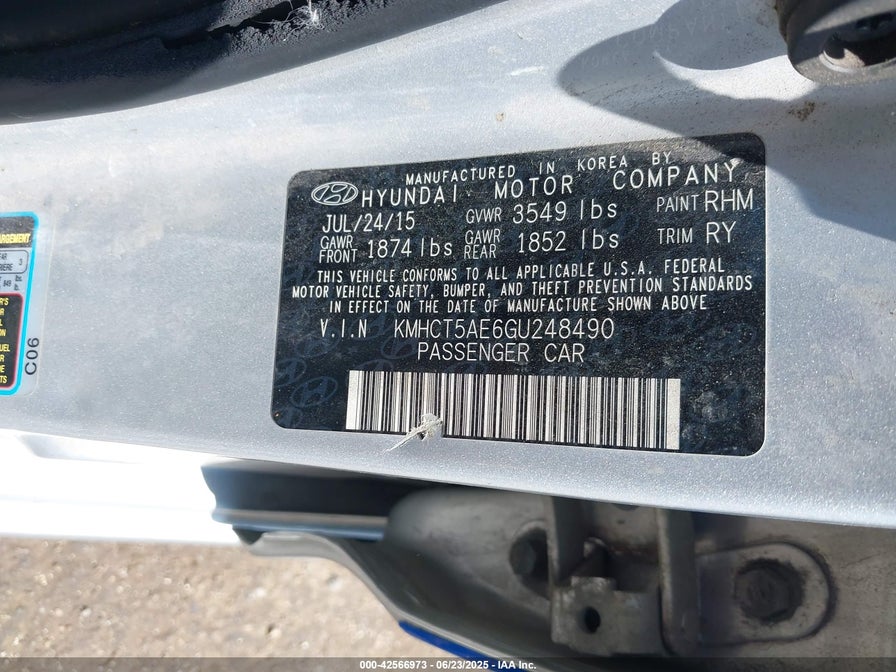 MANUFACTURED IN KOREA BY
HYUNDAI MOTOR COMPANY
JUL/24/15 GVWR 3549 lbs PAINT RHM
GAWR FRONT 1874 lbs GAWR REAR 1852 lbs TRIM RY
THIS VEHICLE CONFORMS TO ALL APPLICABLE U.S.A. FEDERAL
MOTOR VEHICLE SAFETY, BUMPER, AND THEFT PREVENTION STANDARDS
IN EFFECT ON THE DATE OF MANUFACTURE SHOWN ABOVE
V.I.N KMHCT5AE6GU248490
PASSENGER CAR
C06
000-42566973 - 06/23/2025 - IAA Inc.